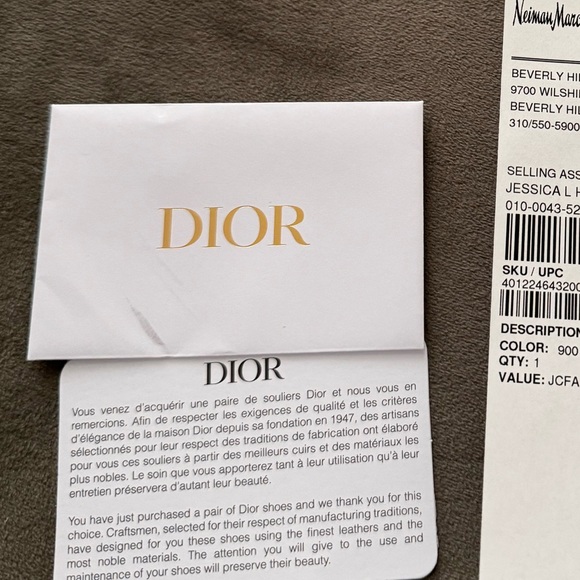 DIOR
DIOR
Vous venez d'acquérir une paire de souliers Dior et nous vous en
remercions. Afin de respecter les exigences de qualité et les critères
d'élégance de la maison Dior depuis sa fondation en 1947, des artisans
sélectionnés pour leur respect des traditions de fabrication ont élaboré
pour vous ces souliers à partir des meilleurs cuirs et des matériaux les
plus nobles. Le soin que vous apporterez tant à leur utilisation qu'à leur
entretien préservera d'autant leur beauté.
You have just purchased a pair of Dior shoes and we thank you for this
choice. Craftsmen, selected for their respect of manufacturing traditions,
have designed for you these shoes using the finest leathers and the
most noble materials. The attention you will give to the use and
maintenance of your shoes will preserve their beauty.
Neiman
BEVERLY
9700
BEVERLY
310/550-5900
SELLING
JESSICA L
010-0043-52
SKU / UPC
40122464320
DESCRIPTION
COLOR: 900
QTY: 1
VALUE: JCFA